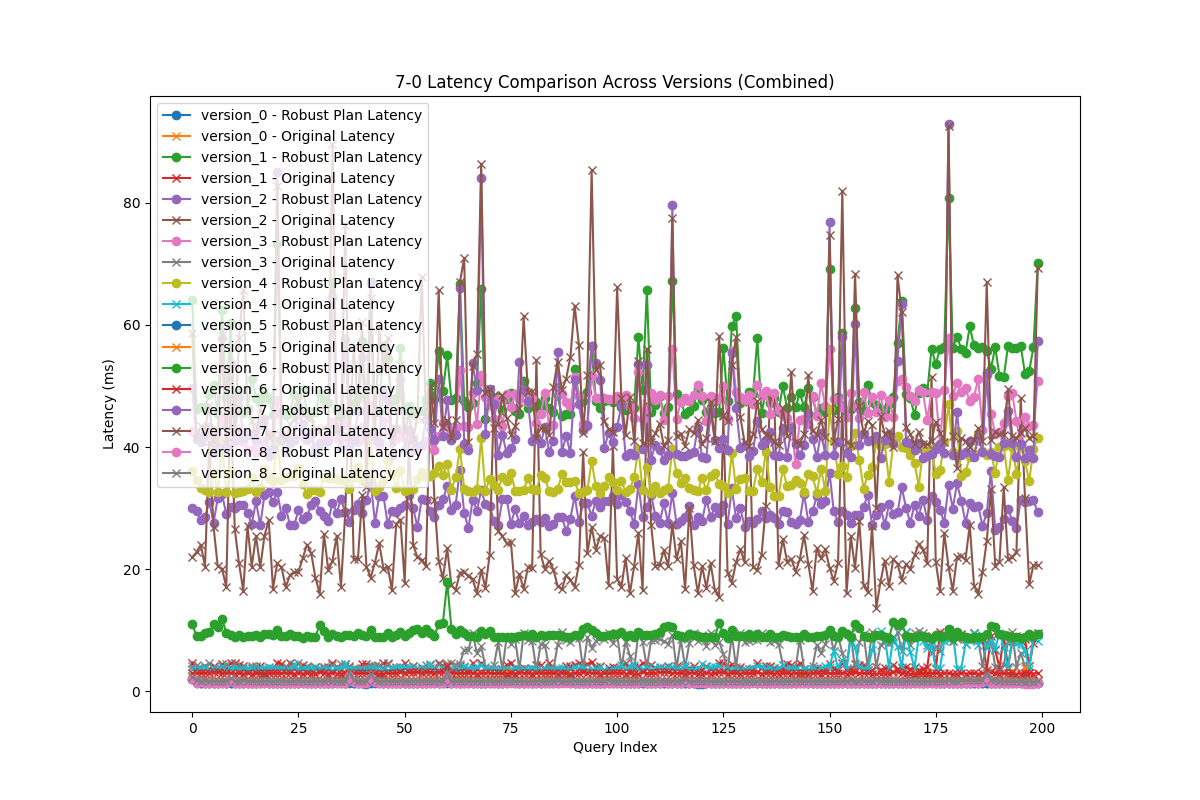 7-0 Latency Comparison Across Versions (Combined)
version_0 - Robust Plan Latency
version_0 - Original Latency
version_1 - Robust Plan Latency
version_1 - Original Latency
version_2 - Robust Plan Latency
version_2 - Original Latency
version_3 - Robust Plan Latency
version_3 - Original Latency
version_4 - Robust Plan Latency
version_4 - Original Latency
version_5 - Robust Plan Latency
version_5 - Original Latency
version_6 - Robust Plan Latency
version_6 - Original Latency
version_7 - Robust Plan Latency
version_7 - Original Latency
version_8 - Robust Plan Latency
version_8 - Original Latency
Latency (ms)
80
60
40
20
0
0 25 50 75 100 125 150 175 200
Query Index